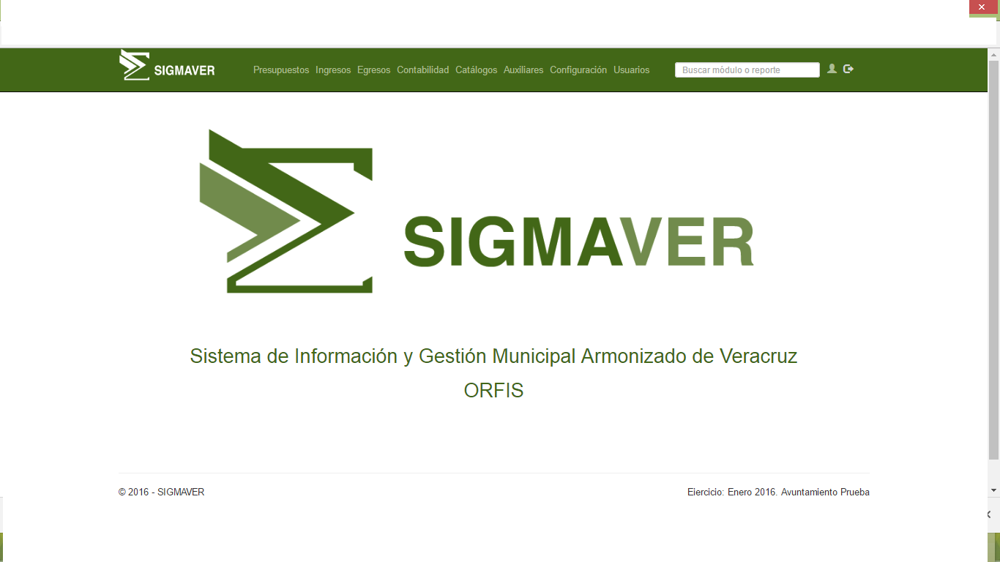 SIGMAVER
Presupuestos Ingresos Egresos Contabilidad Catálogos Auxiliares Configuración Usuarios
Buscar módulo o reporte
SIGMAVER
Sistema de Información y Gestión Municipal Armonizado de Veracruz
ORFIS
© 2016 - SIGMAVER
Ejercicio: Enero 2016. Ayuntamiento Prueba